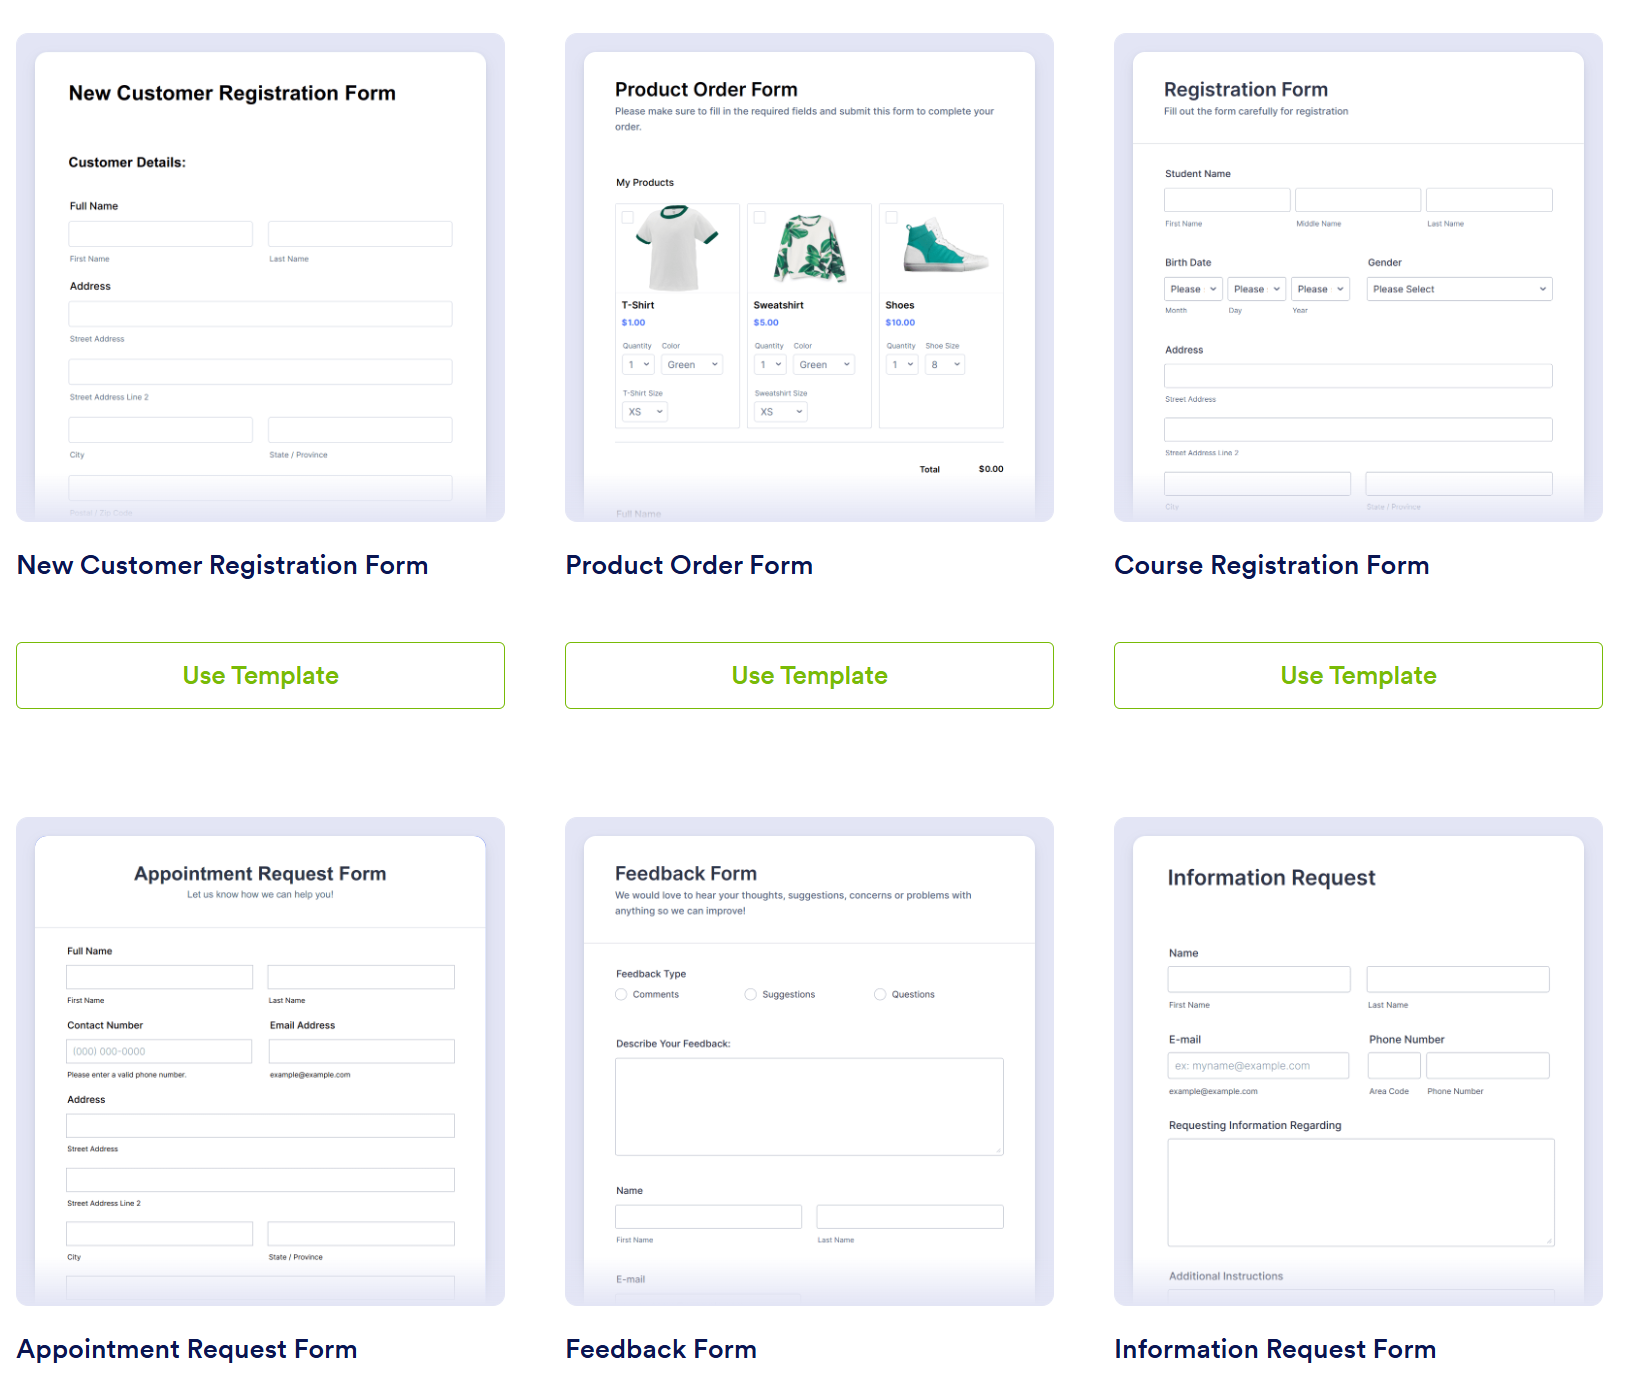 New Customer Registration Form
Customer Details:
Full Name
First Name Last Name
Address
Street Address
Street Address Line 2
City State / Province
Postal / Zip Code
New Customer Registration Form
Use Template
Product Order Form
Please make sure to fill in the required fields and submit this form to complete your
order.
My Products
T-Shirt Sweatshirt Shoes
$1.00 $5.00 $10.00
Quantity Color Quantity Color Quantity Shoe Size
1 Green 1 Green 1 8
T-Shirt Size Sweatshirt Size
XS XS
Total $0.00
Full Name
Product Order Form
Use Template
Registration Form
Fill out the form carefully for registration
Student Name
First Name Middle Name Last Name
Birth Date Gender
Please Please Please Please Select
Month Day Year
Address
Street Address
Street Address Line 2
City State / Province
Course Registration Form
Use Template
Appointment Request Form
Let us know how we can help you!
Full Name
First Name Last Name
Contact Number Email Address
(000) 000-0000
Please enter a valid phone number. example@example.com
Address
Street Address
Street Address Line 2
City State / Province
Appointment Request Form
Feedback Form
We would love to hear your thoughts, suggestions, concerns or problems with
anything so we can improve!
Feedback Type
Comments Suggestions Questions
Describe Your Feedback:
Name
First Name Last Name
E-mail
Feedback Form
Information Request
Name
First Name Last Name
E-mail Phone Number
ex: myname@example.com
example@example.com Area Code Phone Number
Requesting Information Regarding
Additional Instructions
Information Request Form